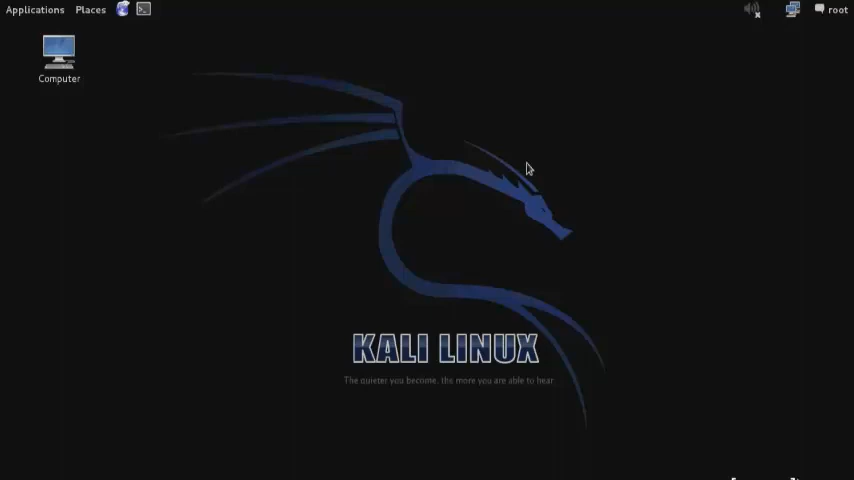 Applications Places root
Computer
KALI LINUX
The quieter you become, the more you are able to hear